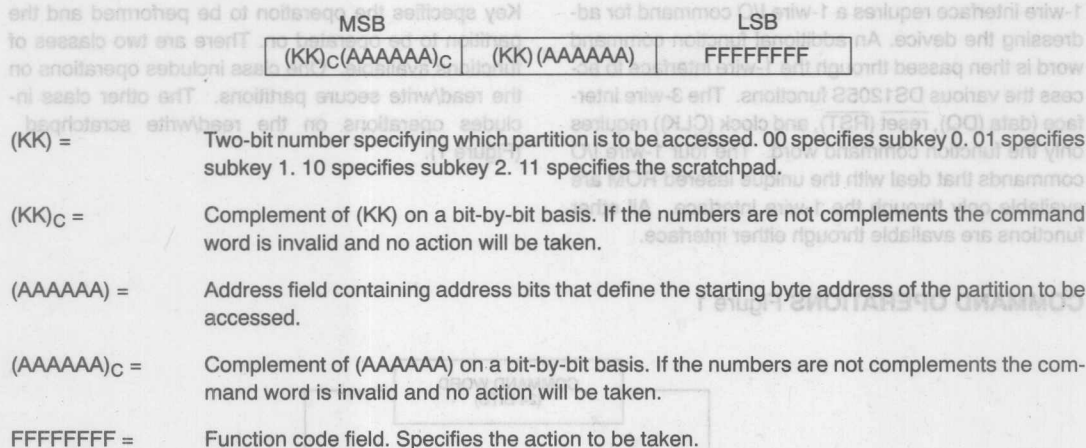 MSB LSB
(KK)C(AAAAAA)C (KK)(AAAAAA) FFFFFFFF
(KK) = Two-bit number specifying which partition is to be accessed. 00 specifies subkey 0. 01 specifies
subkey 1. 10 specifies subkey 2. 11 specifies the scratchpad.
(KK)C = Complement of (KK) on a bit-by-bit basis. If the numbers are not complements the command
word is invalid and no action will be taken.
(AAAAAA) = Address field containing address bits that define the starting byte address of the partition to be
accessed.
(AAAAAA)C = Complement of (AAAAAA) on a bit-by-bit basis. If the numbers are not complements the com-
mand word is invalid and no action will be taken.
FFFFFFFF = Function code field. Specifies the action to be taken.